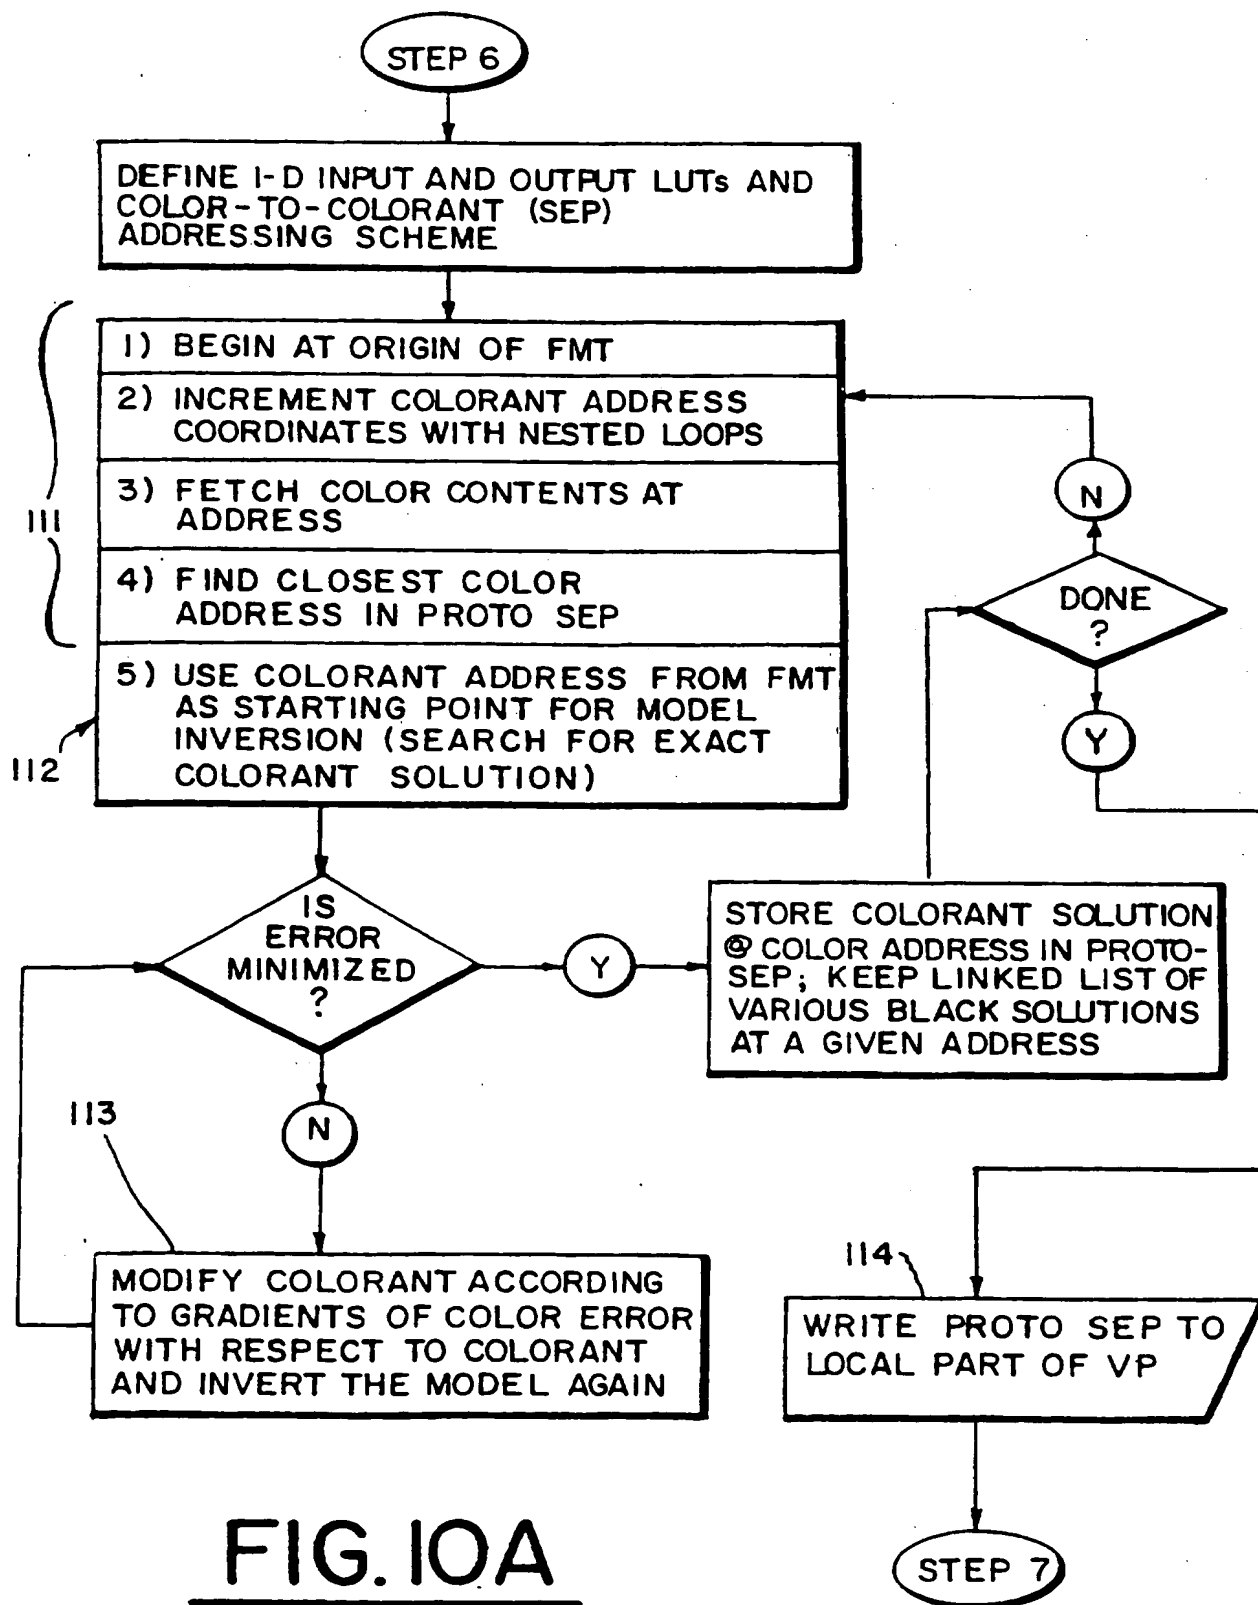 STEP 6
DEFINE 1-D INPUT AND OUTPUT LUTs AND
COLOR-TO-COLORANT (SEP)
ADDRESSING SCHEME
111
1) BEGIN AT ORIGIN OF FMT
2) INCREMENT COLORANT ADDRESS
COORDINATES WITH NESTED LOOPS
3) FETCH COLOR CONTENTS AT
ADDRESS
4) FIND CLOSEST COLOR
ADDRESS IN PROTO SEP
5) USE COLORANT ADDRESS FROM FMT
AS STARTING POINT FOR MODEL
INVERSION (SEARCH FOR EXACT
COLORANT SOLUTION)
112
N
DONE
?
Y
IS
ERROR
MINIMIZED
?
Y
STORE COLORANT SOLUTION
@ COLOR ADDRESS IN PROTO-
SEP; KEEP LINKED LIST OF
VARIOUS BLACK SOLUTIONS
AT A GIVEN ADDRESS
N
113
MODIFY COLORANT ACCORDING
TO GRADIENTS OF COLOR ERROR
WITH RESPECT TO COLORANT
AND INVERT THE MODEL AGAIN
114
WRITE PROTO SEP TO
LOCAL PART OF VP
STEP 7
FIG. 10A